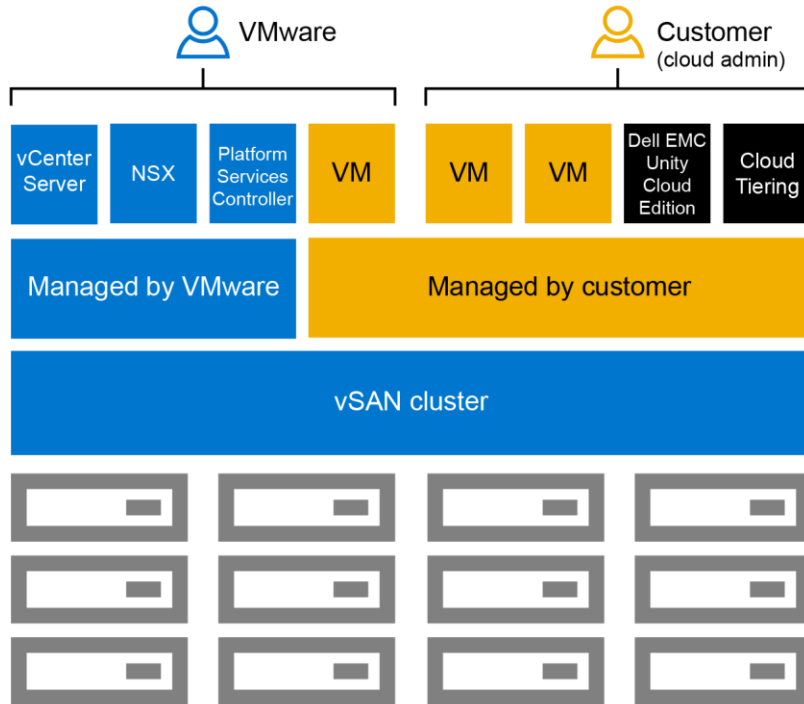 VMware
Customer
(cloud admin)
vCenter
Server
NSX
Platform
Services
Controller
VM
VM
VM
Dell EMC
Unity
Cloud
Edition
Cloud
Tiering
Managed by VMware
Managed by customer
vSAN cluster